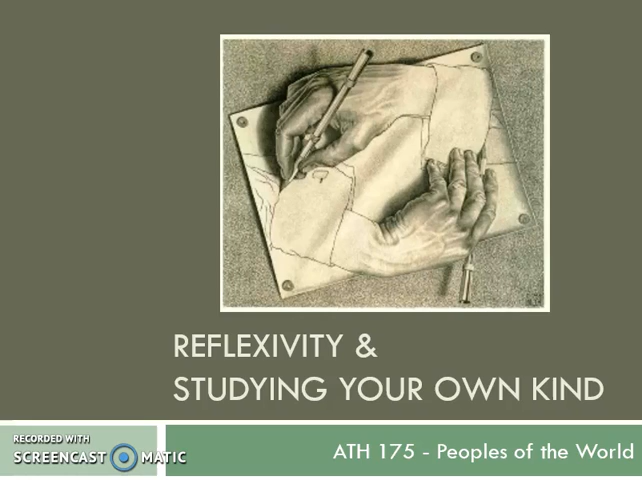 REFLEXIVITY &
STUDYING YOUR OWN KIND
ATH 175 - Peoples of the World
RECORDED WITH
SCREENCAST MATIC